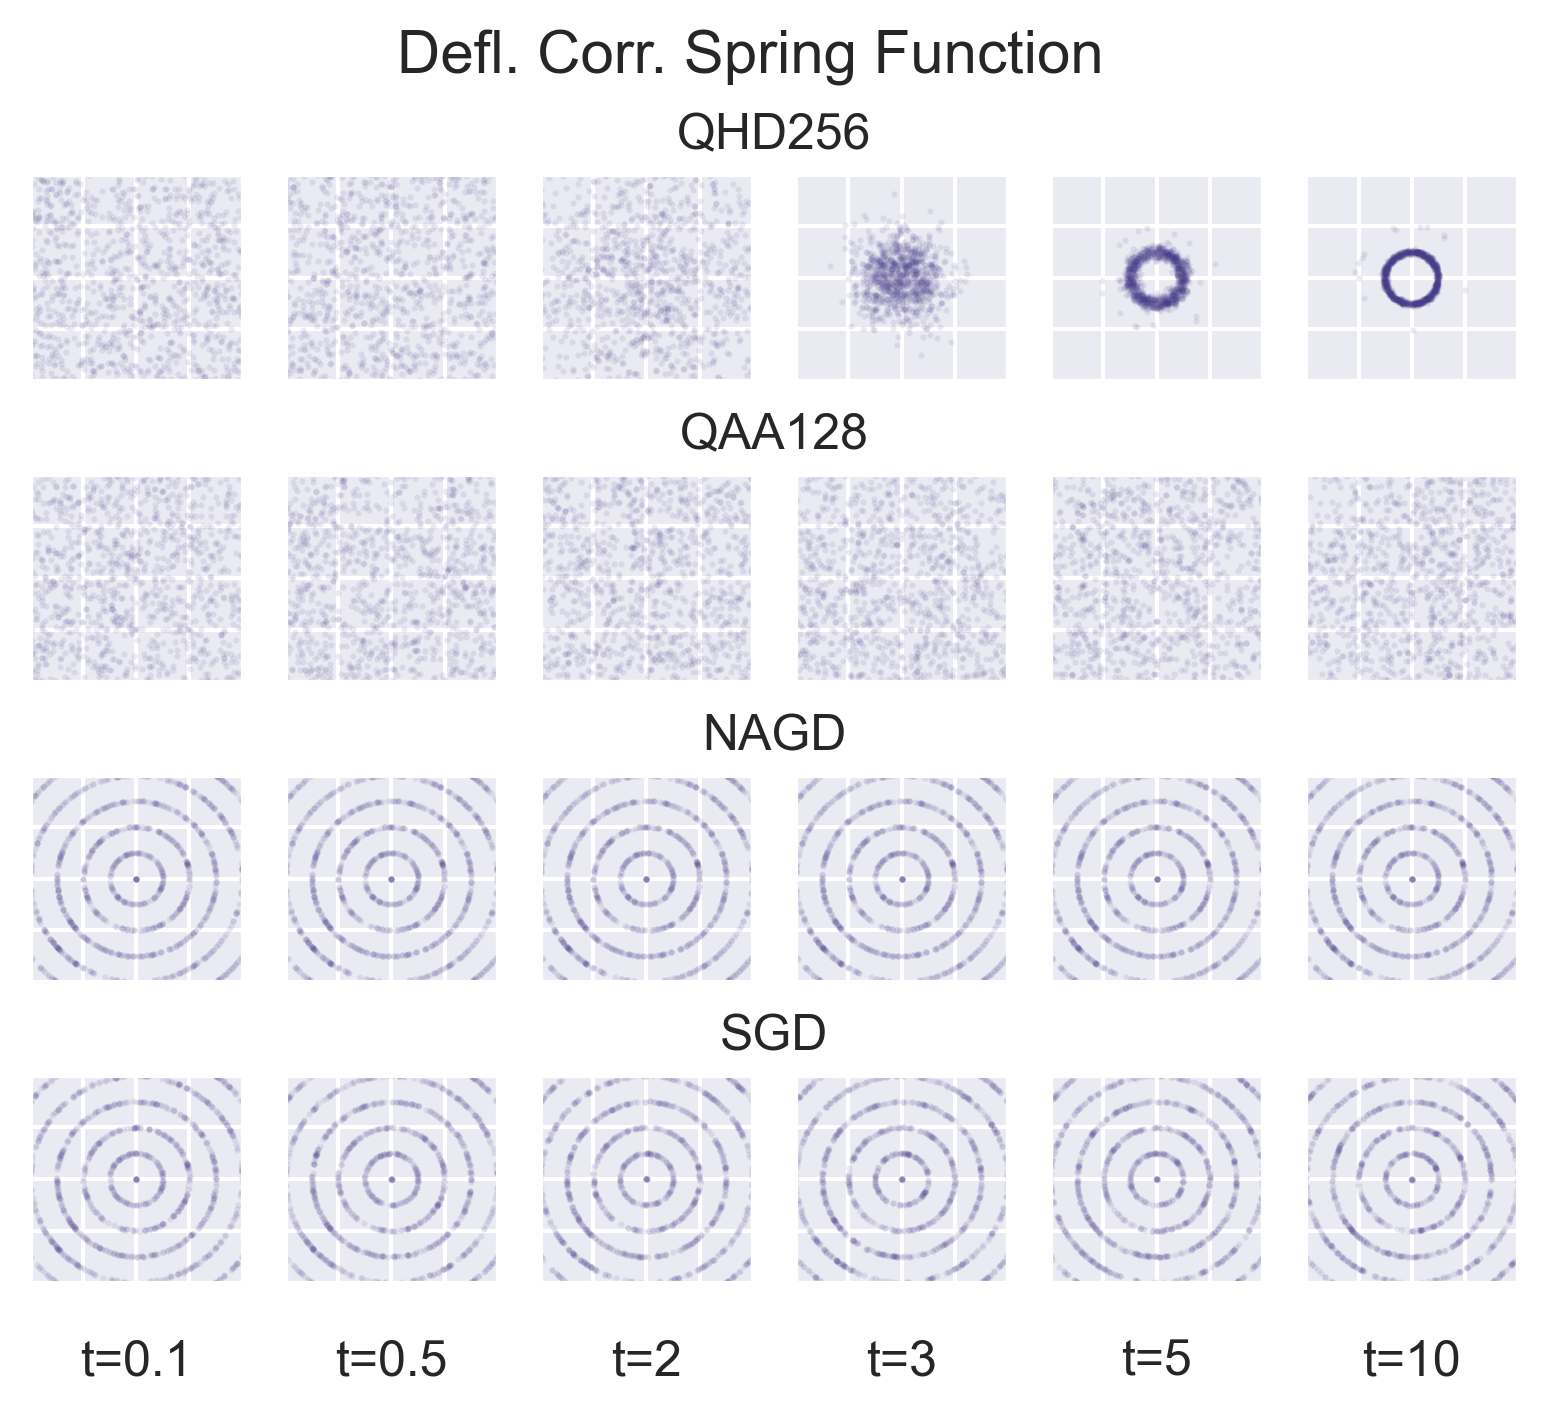 Defl. Corr. Spring Function
QHD256
QAA128
NAGD
SGD
t=0.1 t=0.5 t=2 t=3 t=5 t=10